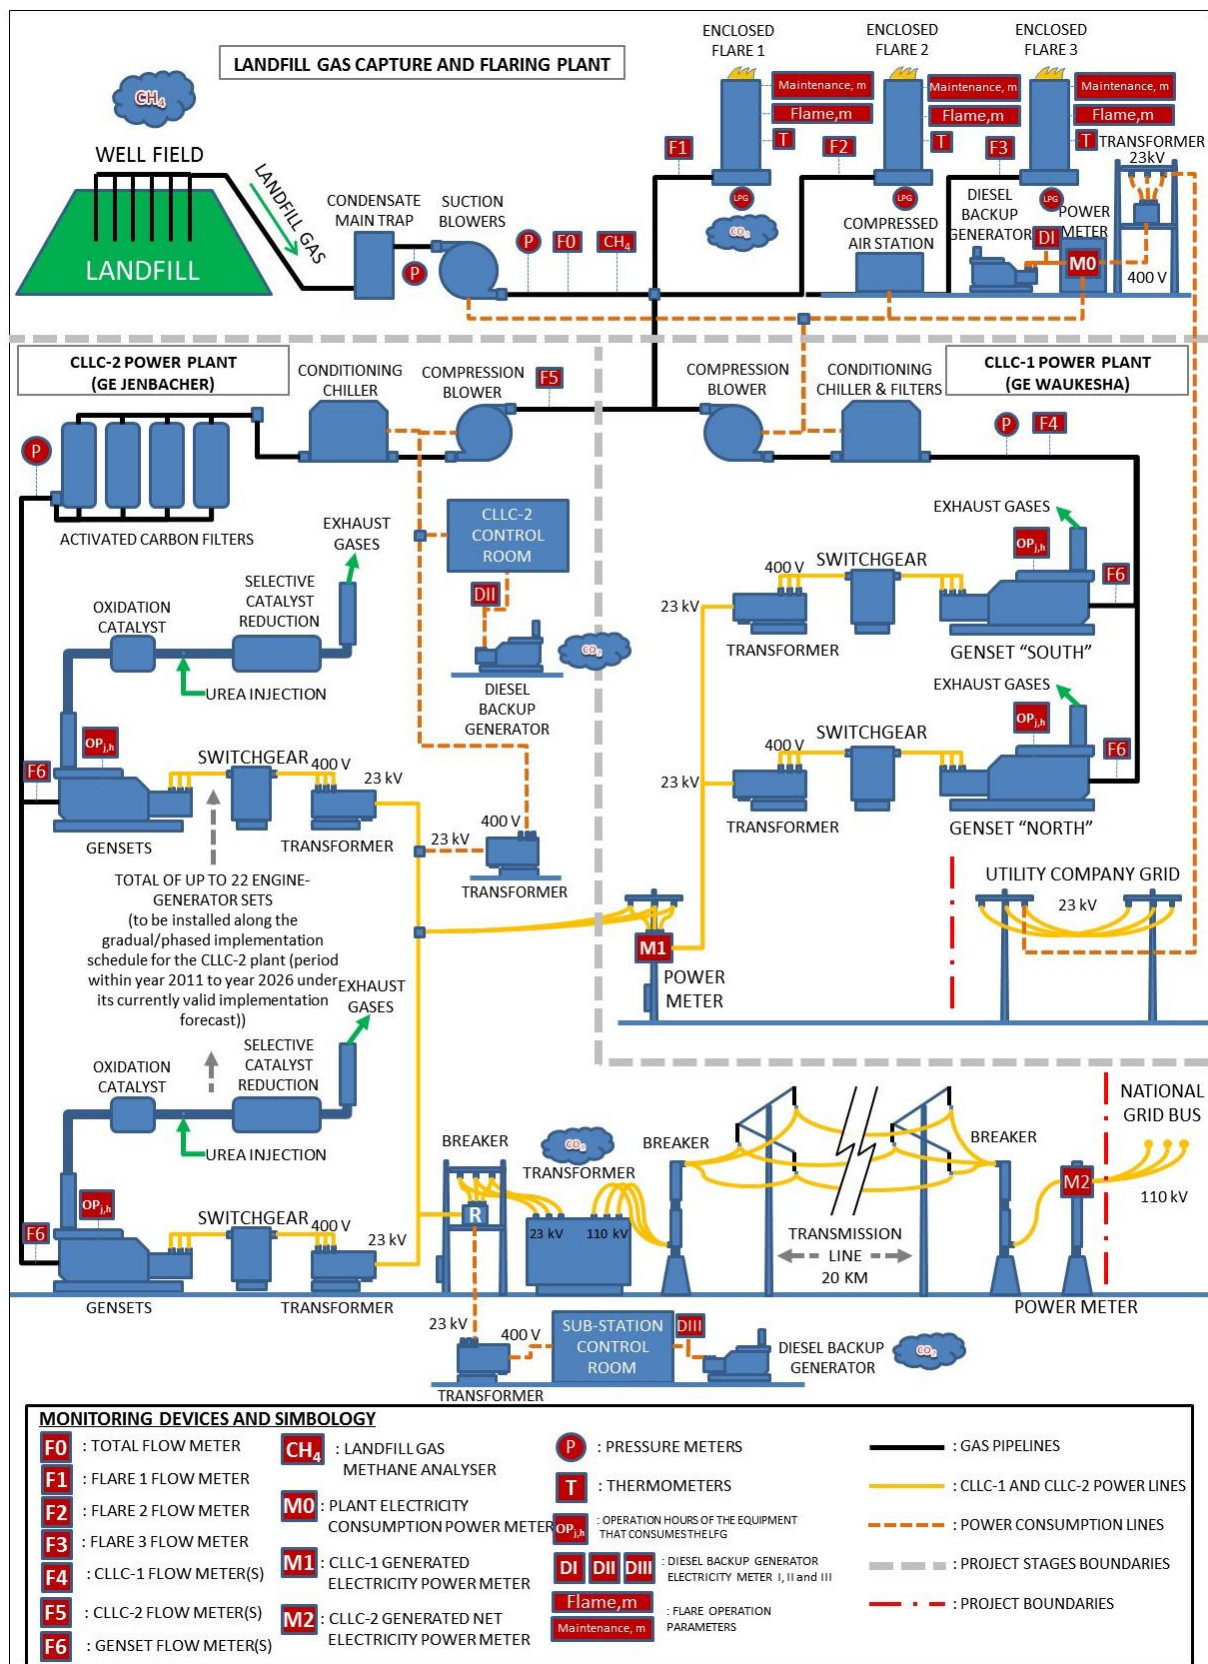 LANDFILL GAS CAPTURE AND FLARING PLANT
CH4
WELL FIELD
LANDFILL
LANDFILL GAS
CONDENSATE
MAIN TRAP
SUCTION
BLOWERS
P
P
F0
CH4
ENCLOSED
FLARE 1
Maintenance, m
Flame,m
T
F1
LPG
CO2
ENCLOSED
FLARE 2
Maintenance, m
Flame,m
T
F2
LPG
COMPRESSED
AIR STATION
ENCLOSED
FLARE 3
Maintenance, m
Flame,m
T
F3
LPG
TRANSFORMER
23kV
DIESEL
BACKUP
GENERATOR
DI
POWER
METER
M0
400 V
CLLC-2 POWER PLANT
(GE JENBACHER)
CONDITIONING
CHILLER
COMPRESSION
BLOWER
F5
P
ACTIVATED CARBON FILTERS
EXHAUST
GASES
SELECTIVE
CATALYST
REDUCTION
OXIDATION
CATALYST
UREA INJECTION
CLLC-2
CONTROL
ROOM
DII
CO2
DIESEL
BACKUP
GENERATOR
OPj,h
F6
SWITCHGEAR
400 V
23 kV
GENSETS
TRANSFORMER
23 kV
400 V
TRANSFORMER
TOTAL OF UP TO 22 ENGINE-
GENERATOR SETS
(to be installed along the
gradual/phased implementation
schedule for the CLLC-2 plant (period
within year 2011 to year 2026 under
its currently valid implementation
forecast))
EXHAUST
GASES
SELECTIVE
CATALYST
REDUCTION
OXIDATION
CATALYST
UREA INJECTION
OPj,h
F6
SWITCHGEAR
400 V
23 kV
GENSETS
TRANSFORMER
CLLC-1 POWER PLANT
(GE WAUKESHA)
COMPRESSION
BLOWER
CONDITIONING
CHILLER & FILTERS
P
F4
EXHAUST GASES
OPj,h
F6
SWITCHGEAR
400 V
23 kV
TRANSFORMER
GENSET “SOUTH”
EXHAUST GASES
OPj,h
F6
SWITCHGEAR
400 V
23 kV
TRANSFORMER
GENSET “NORTH”
M1
POWER
METER
UTILITY COMPANY GRID
23 kV
BREAKER
R
CO2
TRANSFORMER
23 kV
110 kV
BREAKER
TRANSMISSION
LINE
20 KM
BREAKER
M2
POWER METER
NATIONAL
GRID BUS
110 kV
23 kV
TRANSFORMER
400 V
SUB-STATION
CONTROL
ROOM
DIII
DIESEL BACKUP
GENERATOR
CO2
MONITORING DEVICES AND SIMBOLOGY
F0 : TOTAL FLOW METER
F1 : FLARE 1 FLOW METER
F2 : FLARE 2 FLOW METER
F3 : FLARE 3 FLOW METER
F4 : CLLC-1 FLOW METER(S)
F5 : CLLC-2 FLOW METER(S)
F6 : GENSET FLOW METER(S)
CH4 : LANDFILL GAS
METHANE ANALYSER
M0 : PLANT ELECTRICITY
CONSUMPTION POWER METER
M1 : CLLC-1 GENERATED
ELECTRICITY POWER METER
M2 : CLLC-2 GENERATED NET
ELECTRICITY POWER METER
P : PRESSURE METERS
T : THERMOMETERS
OPj,h : OPERATION HOURS OF THE EQUIPMENT
THAT CONSUMES THE LFG
DI DII DIII : DIESEL BACKUP GENERATOR
ELECTRICITY METER I, II and III
Flame,m
Maintenance, m
: FLARE OPERATION
PARAMETERS
: GAS PIPELINES
: CLLC-1 AND CLLC-2 POWER LINES
: POWER CONSUMPTION LINES
: PROJECT STAGES BOUNDARIES
: PROJECT BOUNDARIES